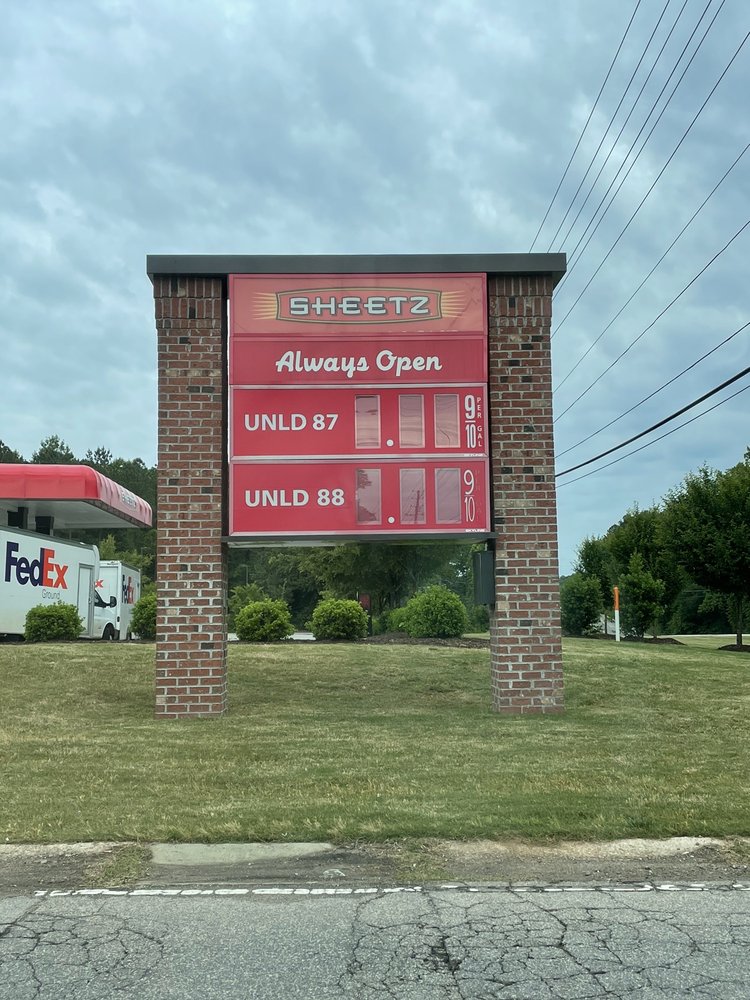 SHEETZ
Always Open
UNLD 87 . 9/10 PER GAL
UNLD 88 . 9/10
FedEx
Ground